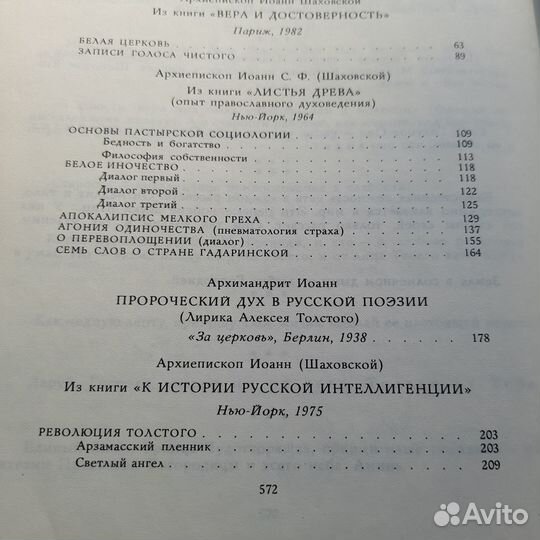 Архиепископ Иоанн Шаховской
Из книги «ВЕРА И ДОСТОВЕРНОСТЬ»
Париж, 1982
БЕЛАЯ ЦЕРКОВЬ . . . . . . . . . . . . . 63
ЗАПИСИ ГОЛОСА ЧИСТОГО . . . . . . . . . . . . . 89
Архиепископ Иоанн С. Ф. (Шаховской)
Из книги «ЛИСТЬЯ ДРЕВА»
(опыт православного духоведения)
Нью-Йорк, 1964
ОСНОВЫ ПАСТЫРСКОЙ СОЦИОЛОГИИ . . . . . . . . . . 109
Бедность и богатство . . . . . . . . . . 109
Философия собственности . . . . . . . . . . 113
БЕЛОЕ ИНОЧЕСТВО . . . . . . . . . . 118
Диалог первый . . . . . . . . . . 118
Диалог второй . . . . . . . . . . 122
Диалог третий . . . . . . . . . . 125
АПОКАЛИПСИС МЕЛКОГО ГРЕХА . . . . . . . . . . 129
АГОНИЯ ОДИНОЧЕСТВА (пневматология страха) . . . . . . 137
О ПЕРЕВОПЛОЩЕНИИ (диалог) . . . . . . . . . . 155
СЕМЬ СЛОВ О СТРАНЕ ГАДАРИНСКОЙ . . . . . . . . . . 164
Архимандрит Иоанн
ПРОРОЧЕСКИЙ ДУХ В РУССКОЙ ПОЭЗИИ
(Лирика Алексея Толстого)
«За церковь», Берлин, 1938 . . . . . . . . 178
Архиепископ Иоанн (Шаховской)
Из книги «К ИСТОРИИ РУССКОЙ ИНТЕЛЛИГЕНЦИИ»
Нью-Йорк, 1975
РЕВОЛЮЦИЯ ТОЛСТОГО . . . . . . . . . . 203
Арзамасский пленник . . . . . . . . . . 203
Светлый ангел . . . . . . . . . . 209
572
Avito